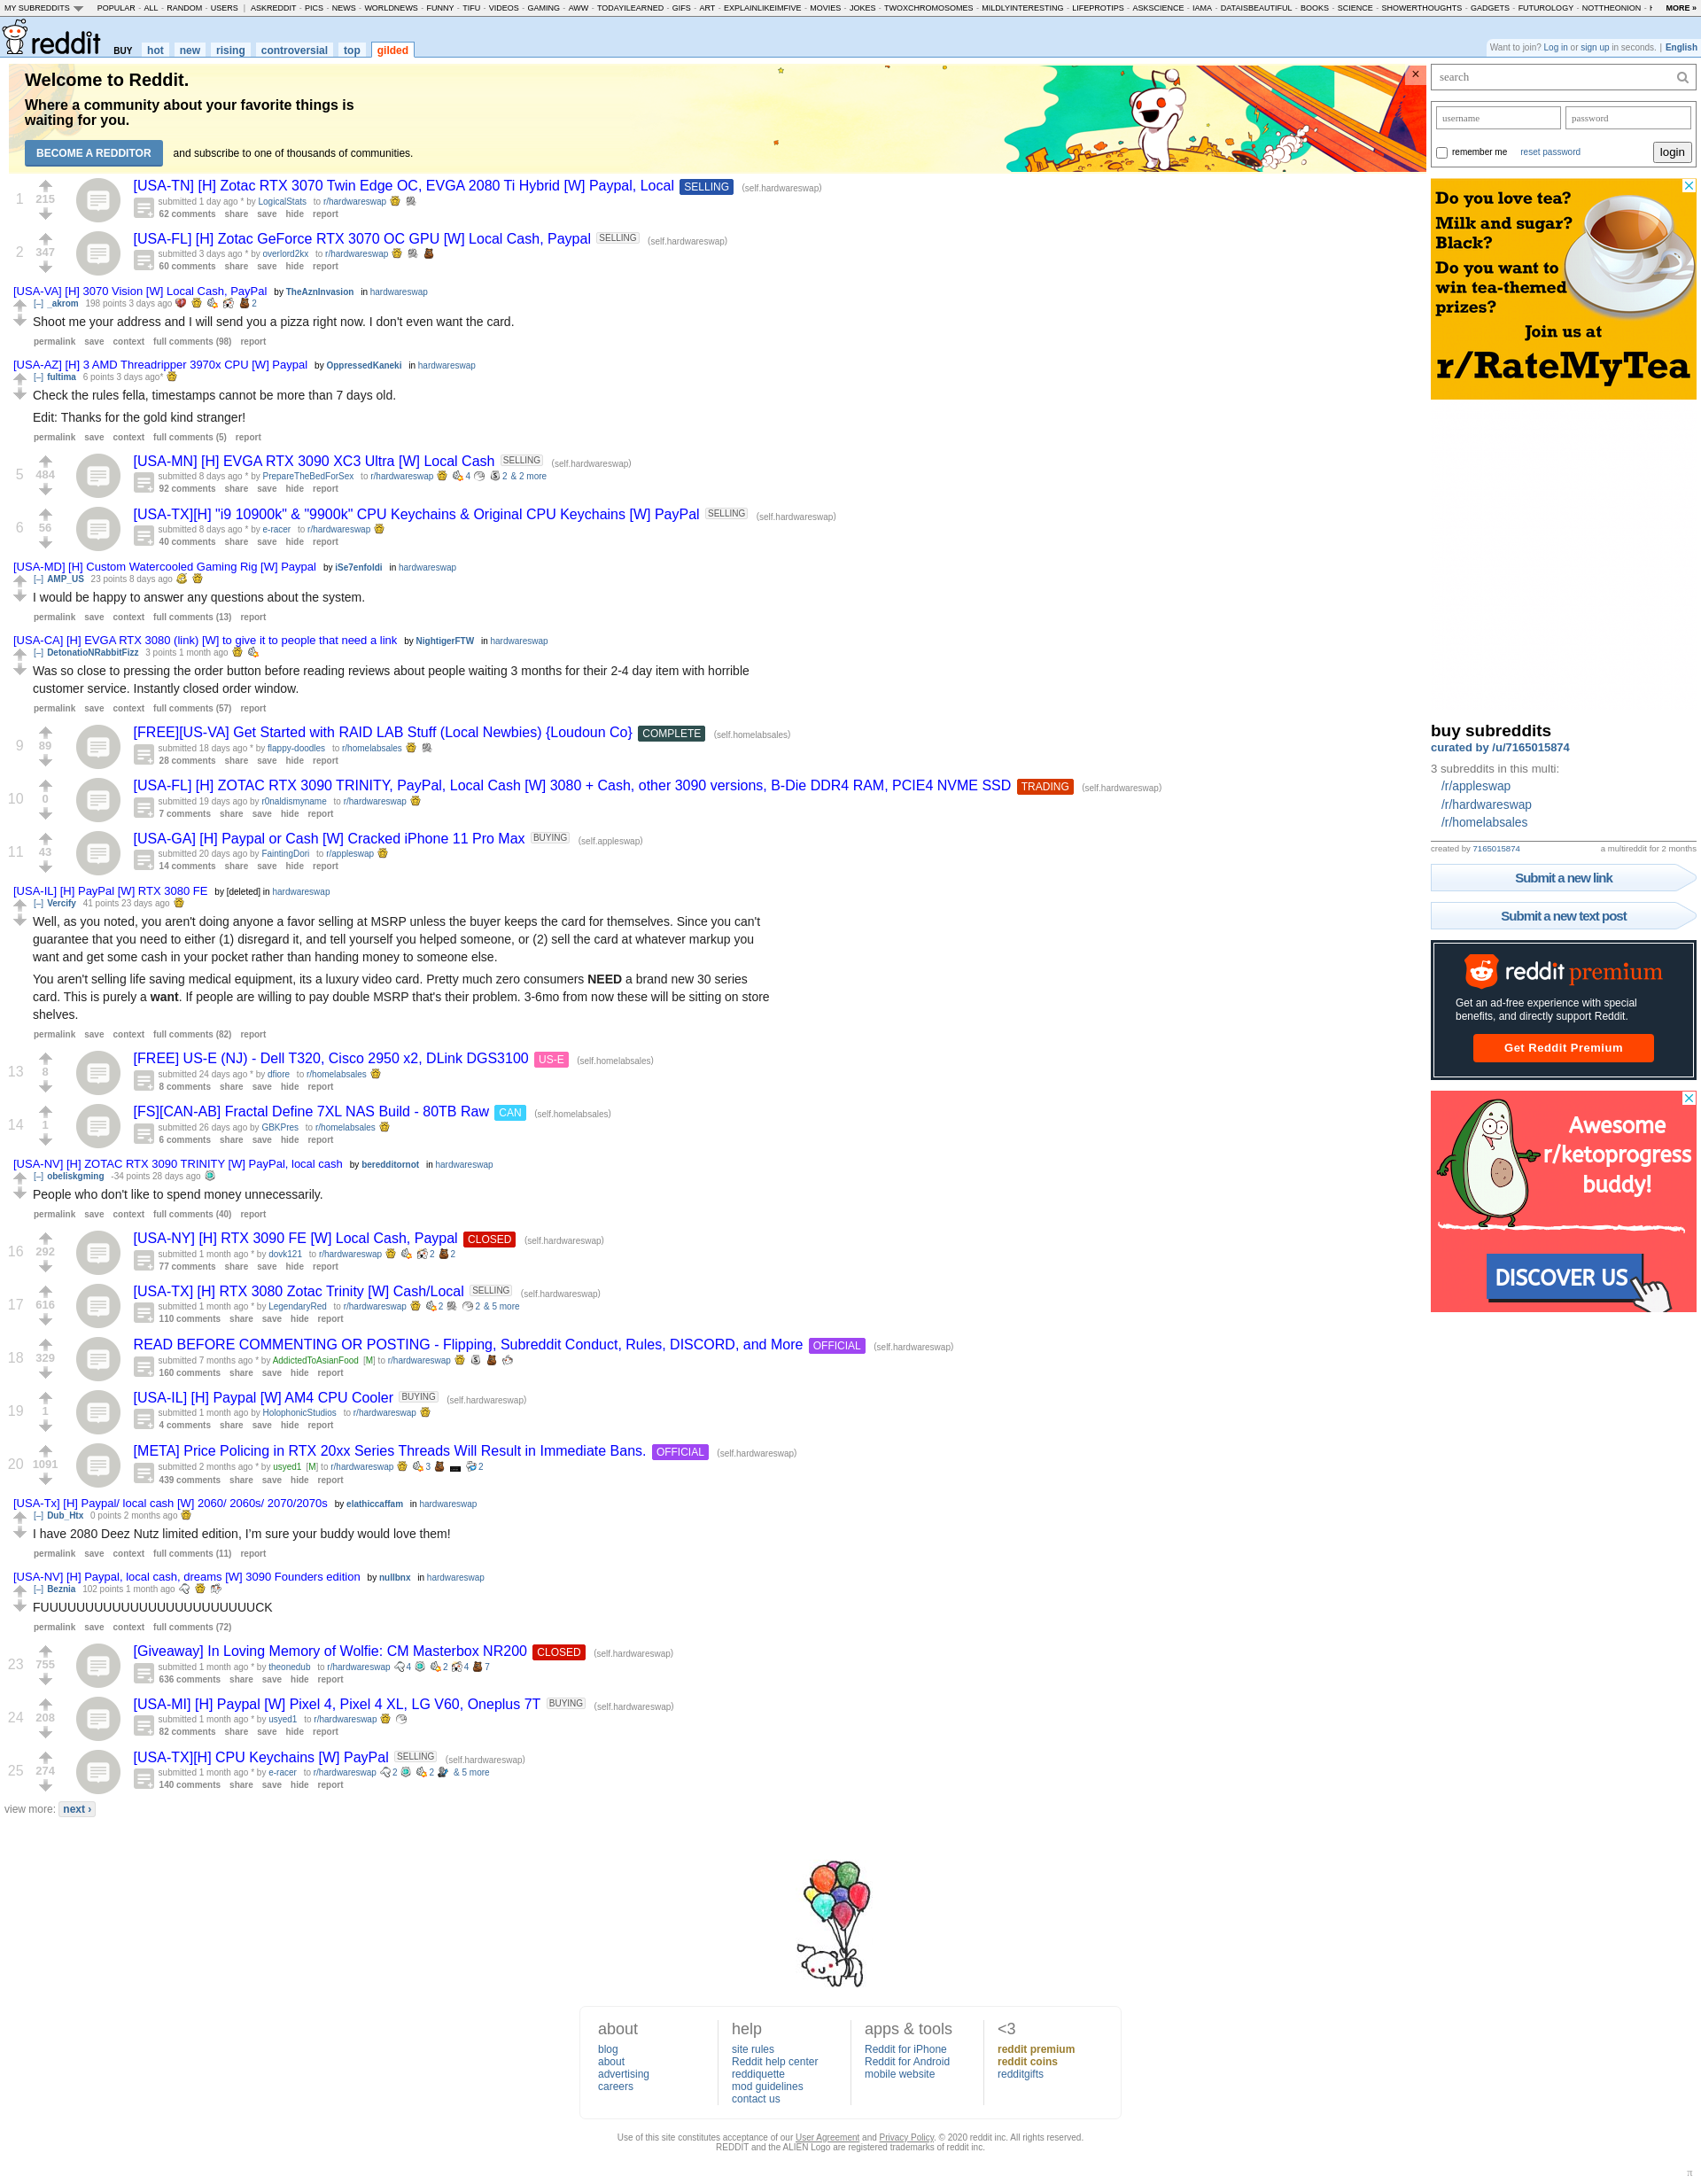 MY SUBREDDITS POPULAR - ALL - RANDOM - USERS | ASKREDDIT - PICS - NEWS - WORLDNEWS - FUNNY - TIFU - VIDEOS - GAMING - AWW - TODAYILEARNED - GIFS - ART - EXPLAINLIKEIMFIVE - MOVIES - JOKES - TWOXCHROMOSOMES - MILDLYINTERESTING - LIFEPROTIPS - ASKSCIENCE - IAMA - DATAISBEAUTIFUL - BOOKS - SCIENCE - SHOWERTHOUGHTS - GADGETS - FUTUROLOGY - NOTTHEONION - MORE »
reddit BUY hot new rising controversial top gilded
Want to join? Log in or sign up in seconds. | English
Welcome to Reddit.
Where a community about your favorite things is
waiting for you.
BECOME A REDDITOR and subscribe to one of thousands of communities.
×
1
215
[USA-TN] [H] Zotac RTX 3070 Twin Edge OC, EVGA 2080 Ti Hybrid [W] Paypal, Local SELLING (self.hardwareswap)
submitted 1 day ago * by LogicalStats to r/hardwareswap
62 comments share save hide report
2
347
[USA-FL] [H] Zotac GeForce RTX 3070 OC GPU [W] Local Cash, Paypal SELLING (self.hardwareswap)
submitted 3 days ago * by overlord2kx to r/hardwareswap
60 comments share save hide report
[USA-VA] [H] 3070 Vision [W] Local Cash, PayPal by TheAznInvasion in hardwareswap
[–] _akrom 198 points 3 days ago 2
Shoot me your address and I will send you a pizza right now. I don't even want the card.
permalink save context full comments (98) report
[USA-AZ] [H] 3 AMD Threadripper 3970x CPU [W] Paypal by OppressedKaneki in hardwareswap
[–] fultima 6 points 3 days ago*
Check the rules fella, timestamps cannot be more than 7 days old.
Edit: Thanks for the gold kind stranger!
permalink save context full comments (5) report
5
484
[USA-MN] [H] EVGA RTX 3090 XC3 Ultra [W] Local Cash SELLING (self.hardwareswap)
submitted 8 days ago * by PrepareTheBedForSex to r/hardwareswap 4 2 & 2 more
92 comments share save hide report
6
56
[USA-TX][H] "i9 10900k" & "9900k" CPU Keychains & Original CPU Keychains [W] PayPal SELLING (self.hardwareswap)
submitted 8 days ago * by e-racer to r/hardwareswap
40 comments share save hide report
[USA-MD] [H] Custom Watercooled Gaming Rig [W] Paypal by iSe7enfoldi in hardwareswap
[–] AMP_US 23 points 8 days ago
I would be happy to answer any questions about the system.
permalink save context full comments (13) report
[USA-CA] [H] EVGA RTX 3080 (link) [W] to give it to people that need a link by NightigerFTW in hardwareswap
[–] DetonatioNRabbitFizz 3 points 1 month ago
Was so close to pressing the order button before reading reviews about people waiting 3 months for their 2-4 day item with horrible
customer service. Instantly closed order window.
permalink save context full comments (57) report
9
89
[FREE][US-VA] Get Started with RAID LAB Stuff (Local Newbies) {Loudoun Co} COMPLETE (self.homelabsales)
submitted 18 days ago * by flappy-doodles to r/homelabsales
28 comments share save hide report
10
0
[USA-FL] [H] ZOTAC RTX 3090 TRINITY, PayPal, Local Cash [W] 3080 + Cash, other 3090 versions, B-Die DDR4 RAM, PCIE4 NVME SSD TRADING (self.hardwareswap)
submitted 19 days ago by r0naldismyname to r/hardwareswap
7 comments share save hide report
11
43
[USA-GA] [H] Paypal or Cash [W] Cracked iPhone 11 Pro Max BUYING (self.appleswap)
submitted 20 days ago by FaintingDori to r/appleswap
14 comments share save hide report
[USA-IL] [H] PayPal [W] RTX 3080 FE by [deleted] in hardwareswap
[–] Vercify 41 points 23 days ago
Well, as you noted, you aren't doing anyone a favor selling at MSRP unless the buyer keeps the card for themselves. Since you can't
guarantee that you need to either (1) disregard it, and tell yourself you helped someone, or (2) sell the card at whatever markup you
want and get some cash in your pocket rather than handing money to someone else.
You aren't selling life saving medical equipment, its a luxury video card. Pretty much zero consumers NEED a brand new 30 series
card. This is purely a want. If people are willing to pay double MSRP that's their problem. 3-6mo from now these will be sitting on store
shelves.
permalink save context full comments (82) report
13
8
[FREE] US-E (NJ) - Dell T320, Cisco 2950 x2, DLink DGS3100 US-E (self.homelabsales)
submitted 24 days ago * by dfiore to r/homelabsales
8 comments share save hide report
14
1
[FS][CAN-AB] Fractal Define 7XL NAS Build - 80TB Raw CAN (self.homelabsales)
submitted 26 days ago by GBKPres to r/homelabsales
6 comments share save hide report
[USA-NV] [H] ZOTAC RTX 3090 TRINITY [W] PayPal, local cash by beredditornot in hardwareswap
[–] obeliskgming -34 points 28 days ago
People who don't like to spend money unnecessarily.
permalink save context full comments (40) report
16
292
[USA-NY] [H] RTX 3090 FE [W] Local Cash, Paypal CLOSED (self.hardwareswap)
submitted 1 month ago * by dovk121 to r/hardwareswap 2 2
77 comments share save hide report
17
616
[USA-TX] [H] RTX 3080 Zotac Trinity [W] Cash/Local SELLING (self.hardwareswap)
submitted 1 month ago * by LegendaryRed to r/hardwareswap 2 2 & 5 more
110 comments share save hide report
18
329
READ BEFORE COMMENTING OR POSTING - Flipping, Subreddit Conduct, Rules, DISCORD, and More OFFICIAL (self.hardwareswap)
submitted 7 months ago * by AddictedToAsianFood [M] to r/hardwareswap
160 comments share save hide report
19
1
[USA-IL] [H] Paypal [W] AM4 CPU Cooler BUYING (self.hardwareswap)
submitted 1 month ago by HolophonicStudios to r/hardwareswap
4 comments share save hide report
20
1091
[META] Price Policing in RTX 20xx Series Threads Will Result in Immediate Bans. OFFICIAL (self.hardwareswap)
submitted 2 months ago * by usyed1 [M] to r/hardwareswap 3 2
439 comments share save hide report
[USA-Tx] [H] Paypal/ local cash [W] 2060/ 2060s/ 2070/2070s by elathiccaffam in hardwareswap
[–] Dub_Htx 0 points 2 months ago
I have 2080 Deez Nutz limited edition, I’m sure your buddy would love them!
permalink save context full comments (11) report
[USA-NV] [H] Paypal, local cash, dreams [W] 3090 Founders edition by nullbnx in hardwareswap
[–] Beznia 102 points 1 month ago
FUUUUUUUUUUUUUUUUUUUUUUUUCK
permalink save context full comments (72)
23
755
[Giveaway] In Loving Memory of Wolfie: CM Masterbox NR200 CLOSED (self.hardwareswap)
submitted 1 month ago * by theonedub to r/hardwareswap 4 2 4 7
636 comments share save hide report
24
208
[USA-MI] [H] Paypal [W] Pixel 4, Pixel 4 XL, LG V60, Oneplus 7T BUYING (self.hardwareswap)
submitted 1 month ago * by usyed1 to r/hardwareswap
82 comments share save hide report
25
274
[USA-TX][H] CPU Keychains [W] PayPal SELLING (self.hardwareswap)
submitted 1 month ago * by e-racer to r/hardwareswap 2 2 & 5 more
140 comments share save hide report
view more: next ›
search
username password
remember me reset password login
Do you love tea?
Milk and sugar?
Black?
Do you want to
win tea-themed
prizes?
Join us at
r/RateMyTea
buy subreddits
curated by /u/7165015874
3 subreddits in this multi:
/r/appleswap
/r/hardwareswap
/r/homelabsales
created by 7165015874 a multireddit for 2 months
Submit a new link
Submit a new text post
reddit premium
Get an ad-free experience with special
benefits, and directly support Reddit.
Get Reddit Premium
Awesome
r/ketoprogress
buddy!
DISCOVER US
about help apps & tools <3
blog site rules Reddit for iPhone reddit premium
about Reddit help center Reddit for Android reddit coins
advertising reddiquette mobile website redditgifts
careers mod guidelines
contact us
Use of this site constitutes acceptance of our User Agreement and Privacy Policy. © 2020 reddit inc. All rights reserved.
REDDIT and the ALIEN Logo are registered trademarks of reddit inc.
π